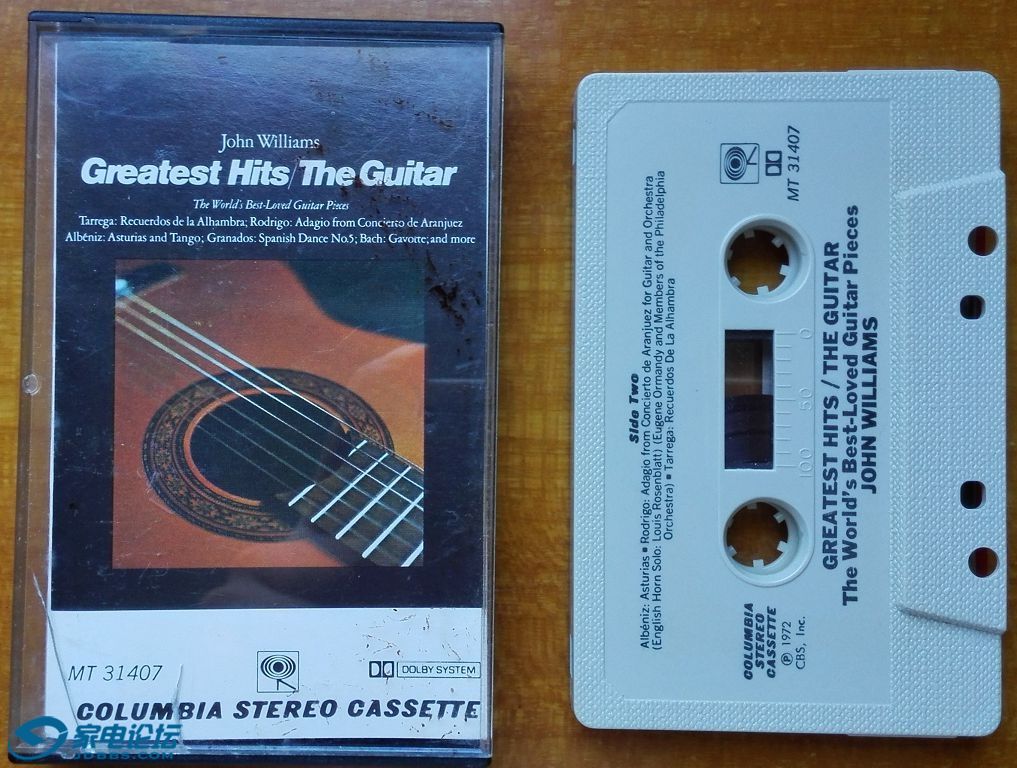 John Williams
Greatest Hits/The Guitar
The World's Best-Loved Guitar Pieces
Tarrega: Recuerdos de la Alhambra; Rodrigo: Adagio from Concierto de Aranjuez
Albéniz: Asturias and Tango; Granados: Spanish Dance No.5; Bach: Gavotte; and more
MT 31407
DOLBY SYSTEM
COLUMBIA STEREO CASSETTE
家电论坛
JDBBS.COM
Side Two
Albéniz: Asturias • Rodrigo: Adagio from Concierto de Aranjuez for Guitar and Orchestra
(English Horn Solo: Louis Rosenblatt) (Eugene Ormandy and Members of the Philadelphia
Orchestra) • Tarrega: Recuerdos De La Alhambra
MT 31407
100 50 0
COLUMBIA
STEREO
CASSETTE
℗ 1972
CBS, Inc.
GREATEST HITS / THE GUITAR
The World's Best-Loved Guitar Pieces
JOHN WILLIAMS